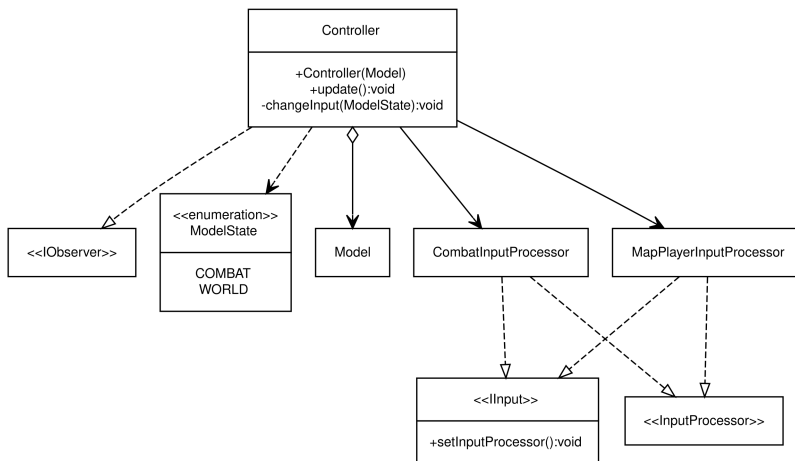 Controller
+Controller(Model)
+update():void
-changeInput(ModelState):void
<<IObserver>>
<<enumeration>>
ModelState
COMBAT
WORLD
Model
CombatInputProcessor
MapPlayerInputProcessor
<<IInput>>
+setInputProcessor():void
<<InputProcessor>>